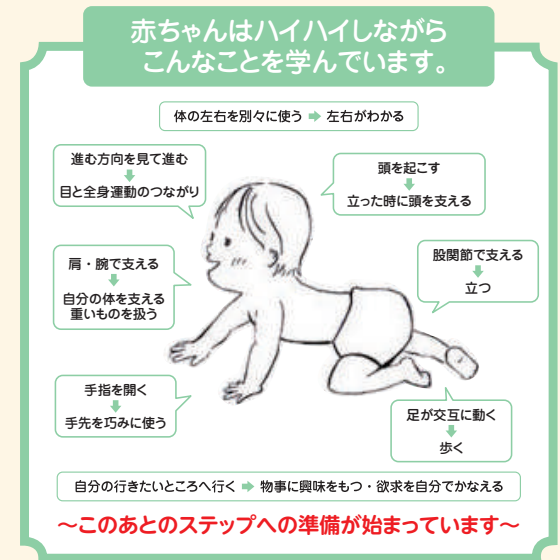 赤ちゃんはハイハイしながら
こんなことを学んでいます。
体の左右を別々に使う ➡ 左右がわかる
進む方向を見て進む
⬇
目と全身運動のつながり
頭を起こす
⬇
立った時に頭を支える
肩・腕で支える
⬇
自分の体を支える
重いものを扱う
股関節で支える
⬇
立つ
手指を開く
⬇
手先を巧みに使う
足が交互に動く
⬇
歩く
自分の行きたいところへ行く ➡ 物事に興味をもつ・欲求を自分でかなえる
～このあとのステップへの準備が始まっています～